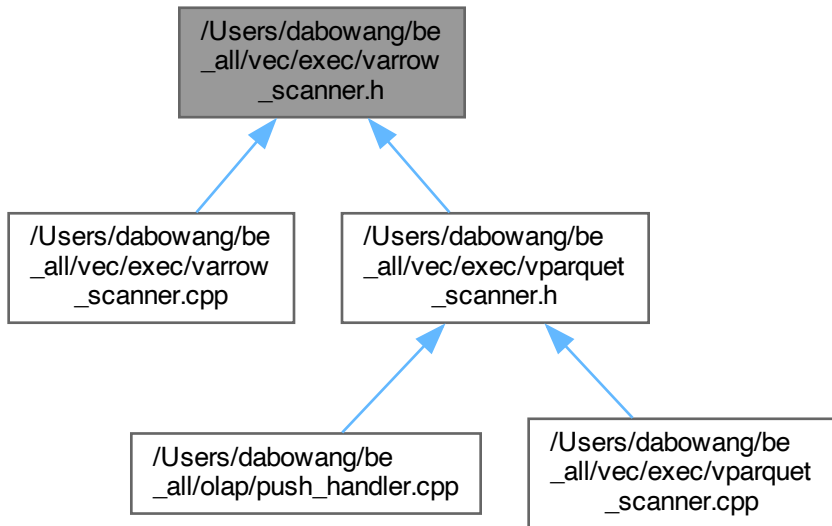 /Users/dabowang/be
_all/vec/exec/varrow
_scanner.h
/Users/dabowang/be
_all/vec/exec/varrow
_scanner.cpp
/Users/dabowang/be
_all/vec/exec/vparquet
_scanner.h
/Users/dabowang/be
_all/olap/push_handler.cpp
/Users/dabowang/be
_all/vec/exec/vparquet
_scanner.cpp